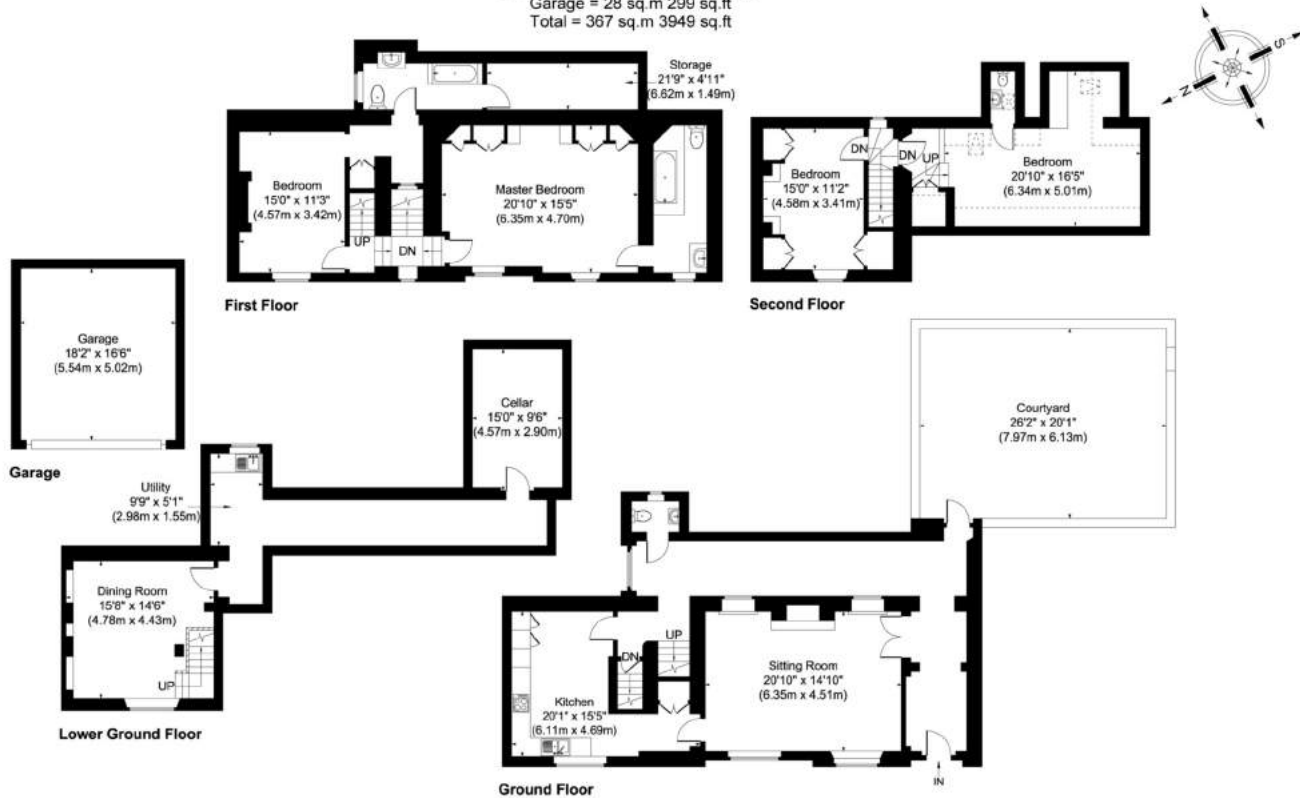 Garage = 28 sq.m 299 sq.ft
Total = 367 sq.m 3949 sq.ft
Storage
21'9" x 4'11"
(6.62m x 1.49m)
Bedroom
15'0" x 11'3"
(4.57m x 3.42m)
UP
DN
Master Bedroom
20'10" x 15'5"
(6.35m x 4.70m)
First Floor
S
N
DN
DN
UP
Bedroom
15'0" x 11'2"
(4.58m x 3.41m)
Bedroom
20'10" x 16'5"
(6.34m x 5.01m)
Second Floor
Garage
18'2" x 16'6"
(5.54m x 5.02m)
Garage
Cellar
15'0" x 9'6"
(4.57m x 2.90m)
Courtyard
26'2" x 20'1"
(7.97m x 6.13m)
Utility
9'9" x 5'1"
(2.98m x 1.55m)
Dining Room
15'8" x 14'6"
(4.78m x 4.43m)
UP
Lower Ground Floor
UP
DN
Kitchen
20'1" x 15'5"
(6.11m x 4.69m)
Sitting Room
20'10" x 14'10"
(6.35m x 4.51m)
IN
Ground Floor